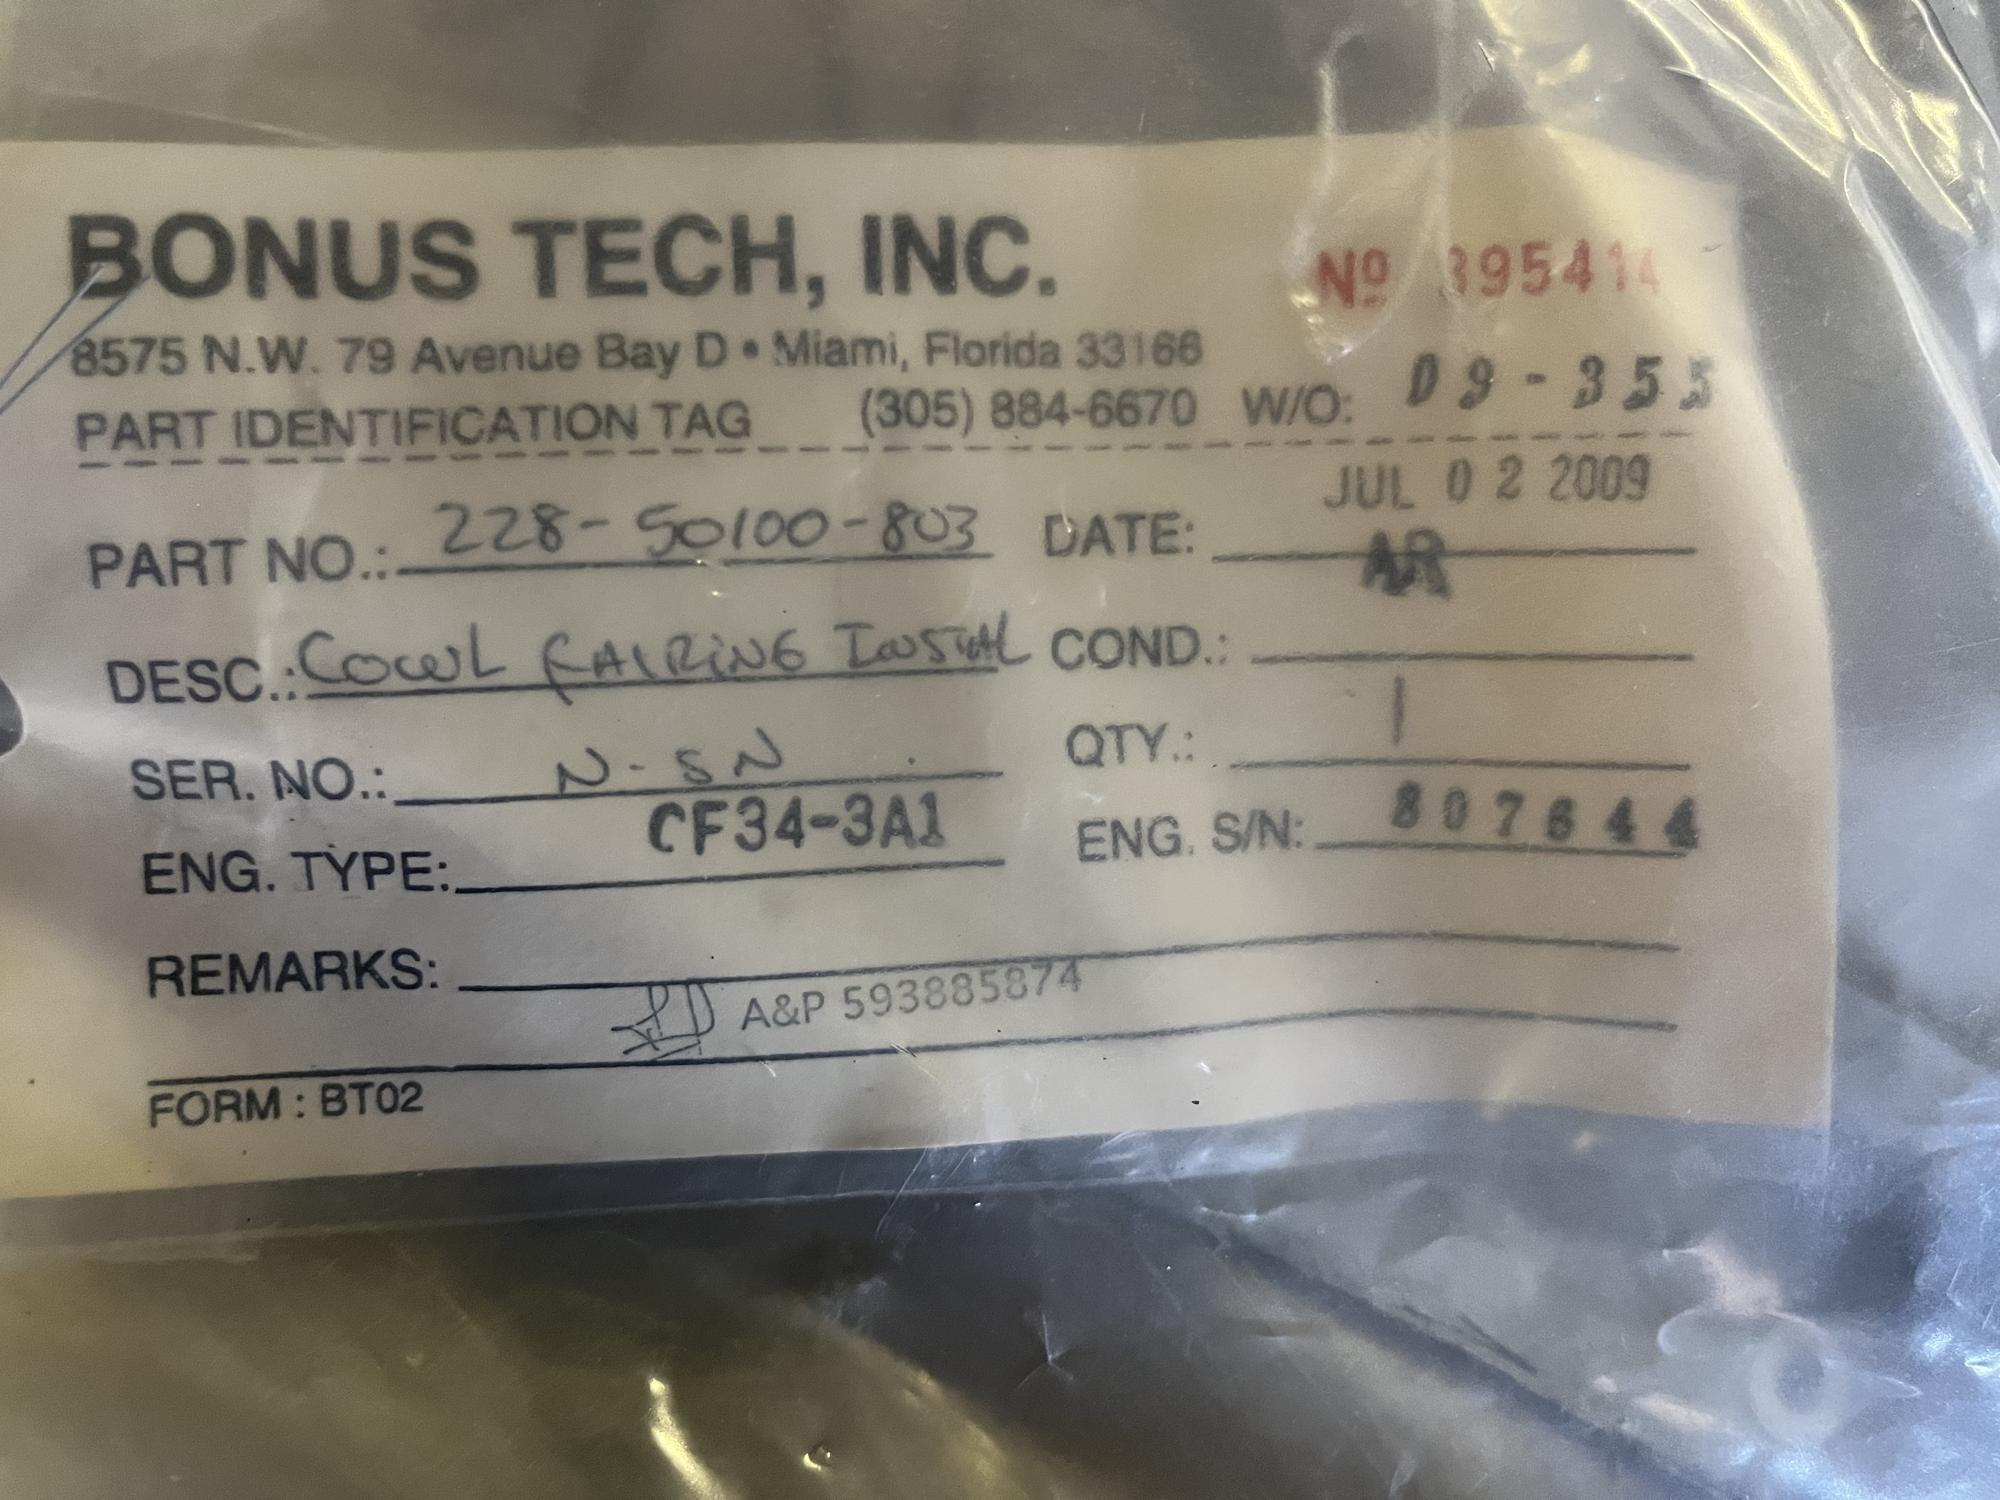 BONUS TECH, INC.
Nº 395414
8575 N.W. 79 Avenue Bay D • Miami, Florida 33166
PART IDENTIFICATION TAG (305) 884-6670 W/O: 09-355
PART NO.: 228-50100-803 DATE: JUL 02 2009
AR
DESC.: COWL FAIRING INSTAL COND.:
SER. NO.: N-SN QTY.: 1
ENG. TYPE: CF34-3A1 ENG. S/N: 807644
REMARKS:
A&P 593885874
FORM : BT02